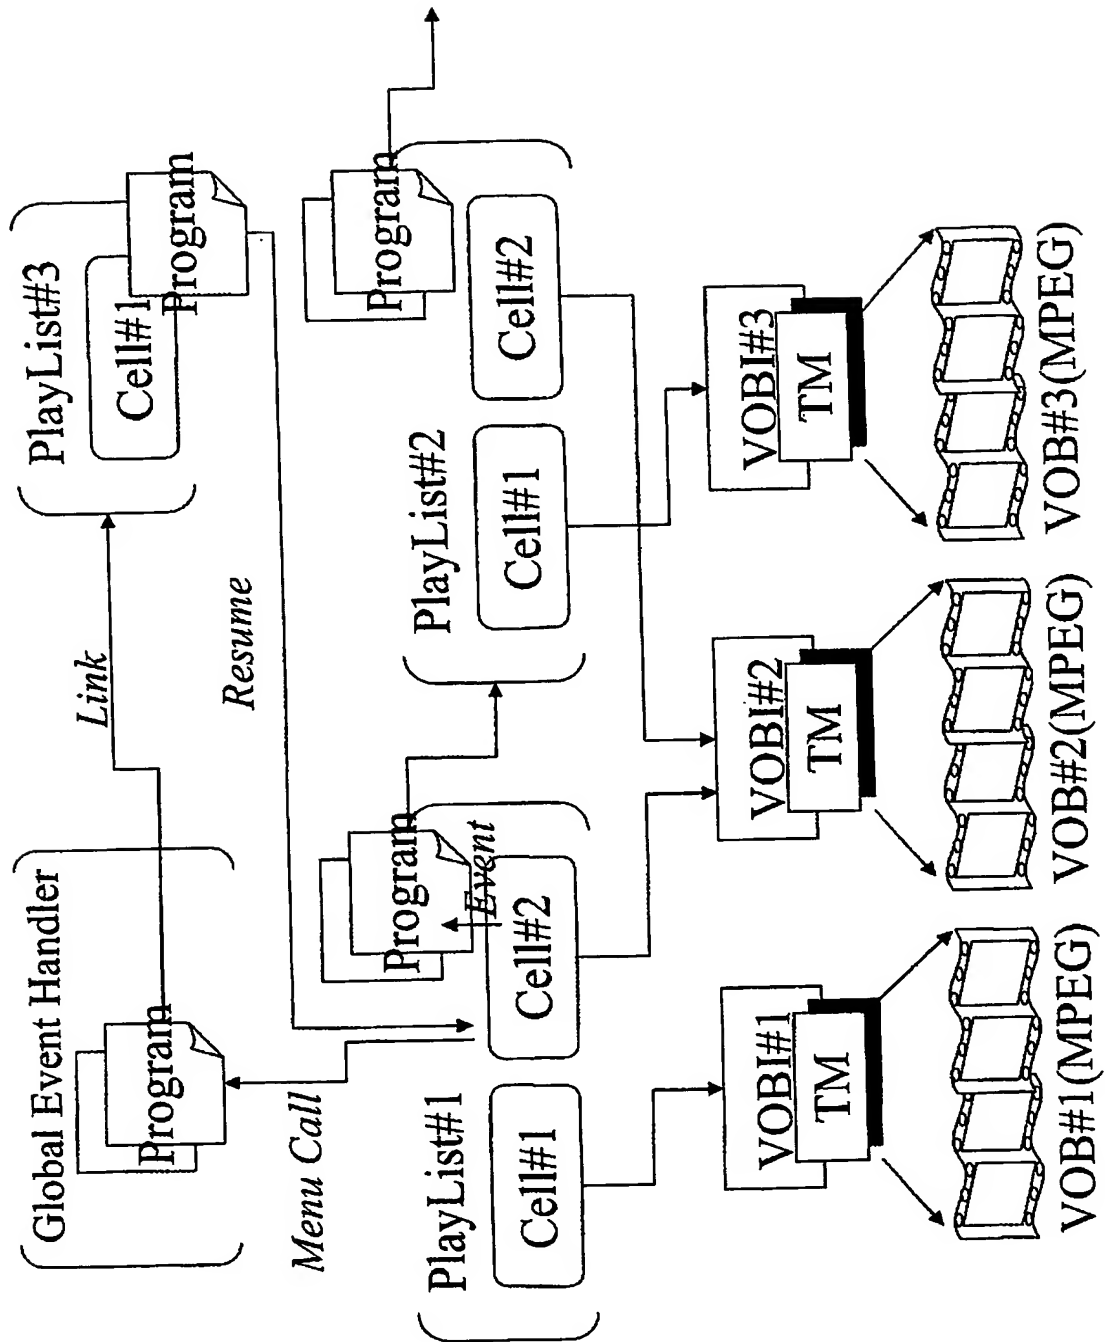 Global Event Handler
Program
Link
PlayList#3
Cell#1
Program
Menu Call
Resume
PlayList#1
Cell#1
Cell#2
Event
Program
PlayList#2
Cell#1
Cell#2
Program
VOBI#1
TM
VOBI#2
TM
VOBI#3
TM
VOB#1(MPEG)
VOB#2(MPEG)
VOB#3(MPEG)